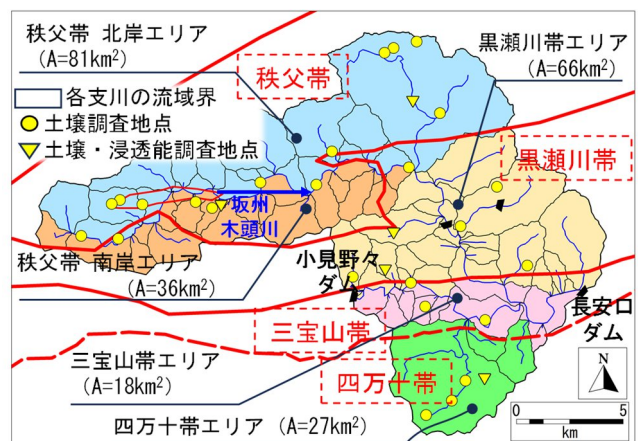 秩父帯 北岸エリア
(A=81km²)
黒瀬川帯エリア
(A=66km²)
秩父帯
各支川の流域界
土壌調査地点
土壌・浸透能調査地点
黒瀬川帯
坂州
木頭川
秩父帯 南岸エリア
(A=36km²)
小見野々
ダム
長安口
ダム
三宝山帯
三宝山帯エリア
(A=18km²)
四万十帯
四万十帯エリア (A=27km²)
N
0 5
km